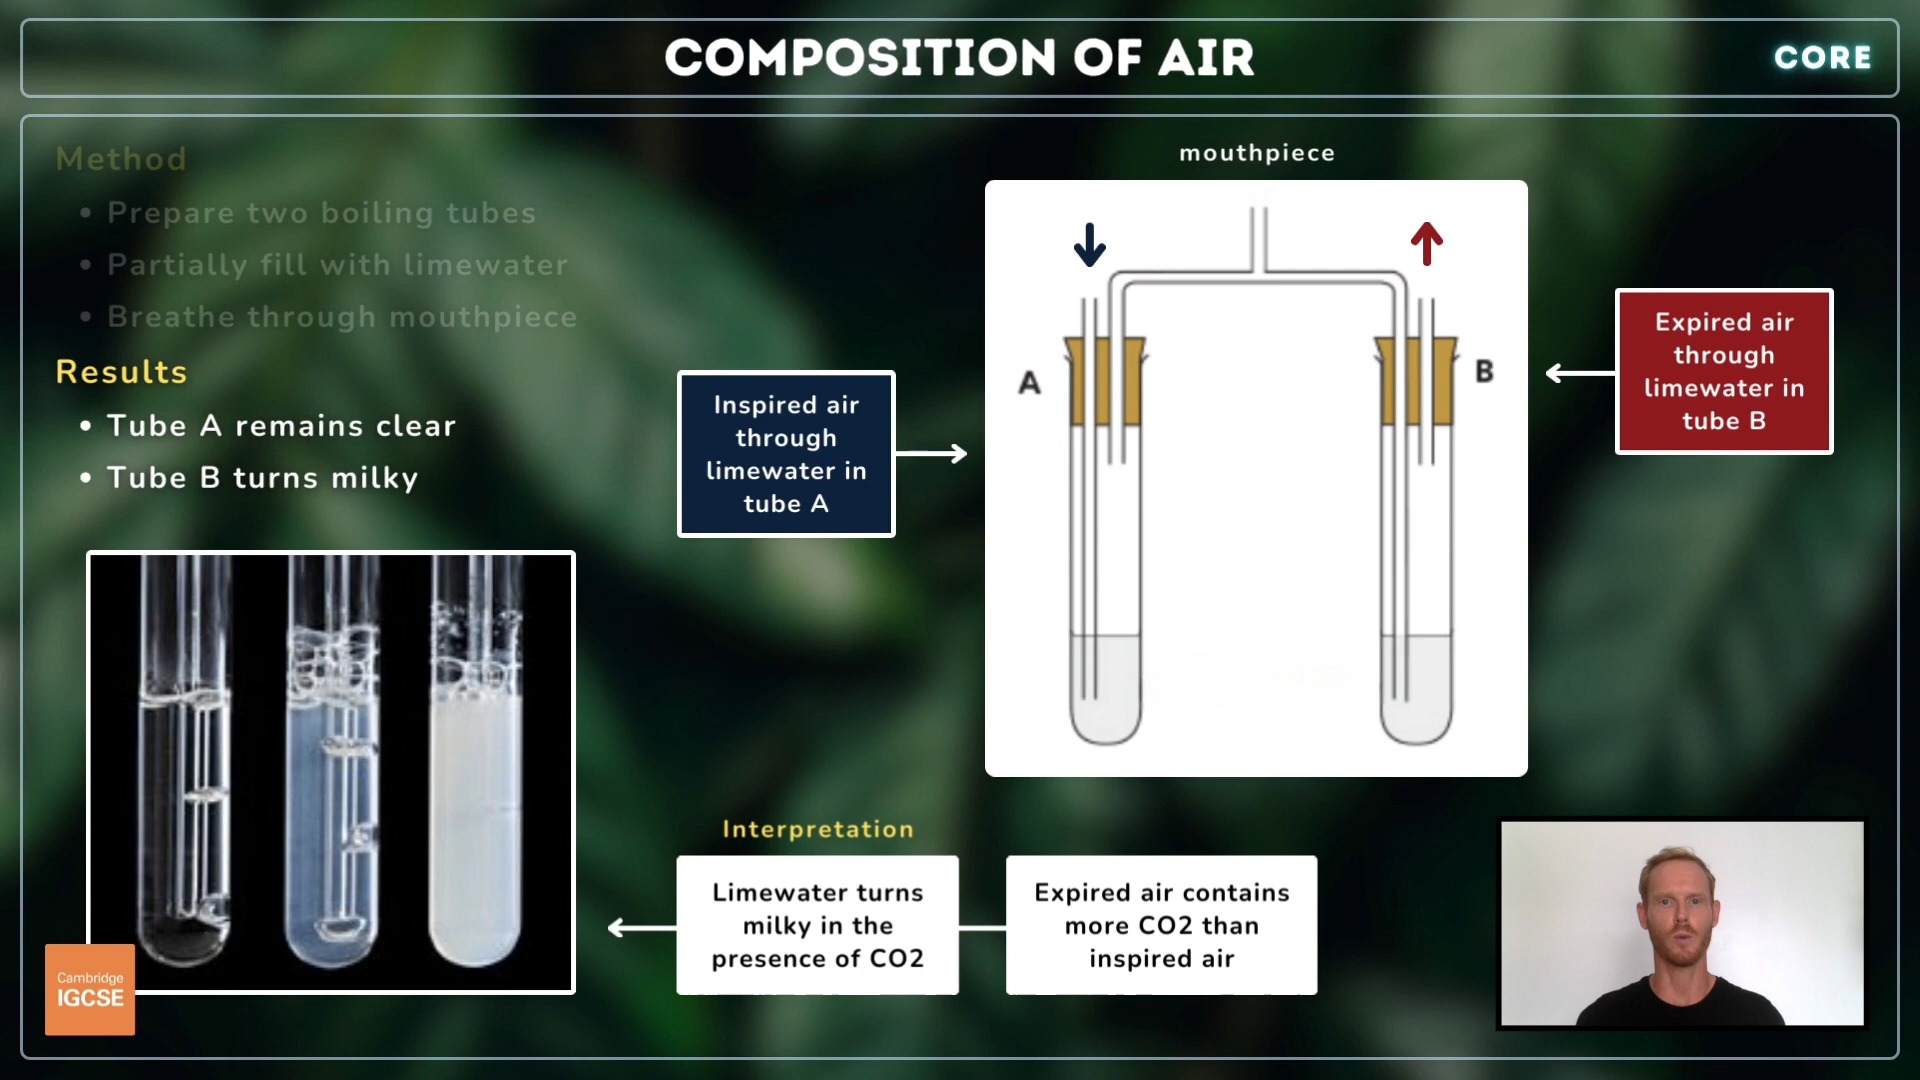 COMPOSITION OF AIR
CORE
Method
• Prepare two boiling tubes
• Partially fill with limewater
• Breathe through mouthpiece
Results
• Tube A remains clear
• Tube B turns milky
mouthpiece
A
B
Inspired air
through
limewater in
tube A
Expired air
through
limewater in
tube B
Interpretation
Limewater turns
milky in the
presence of CO2
Expired air contains
more CO2 than
inspired air
Cambridge
IGCSE